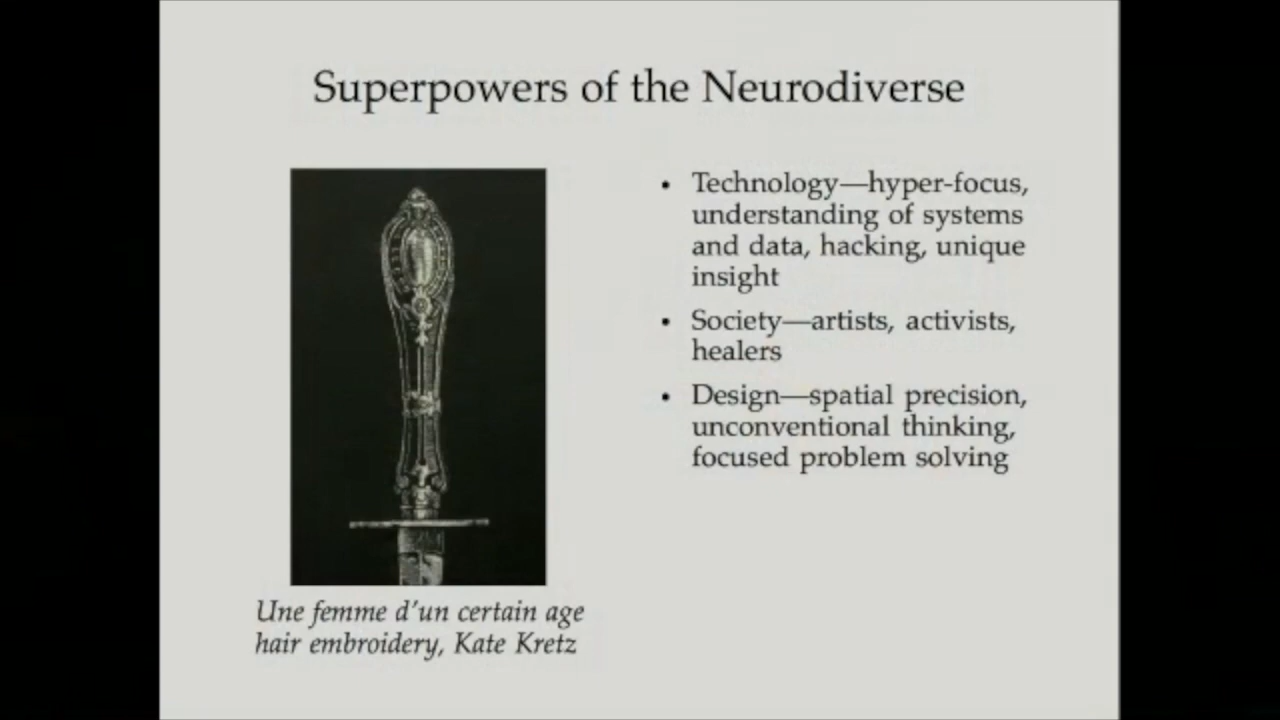 Superpowers of the Neurodiverse
• Technology—hyper-focus,
understanding of systems
and data, hacking, unique
insight
• Society—artists, activists,
healers
• Design—spatial precision,
unconventional thinking,
focused problem solving
Une femme d'un certain age
hair embroidery, Kate Kretz